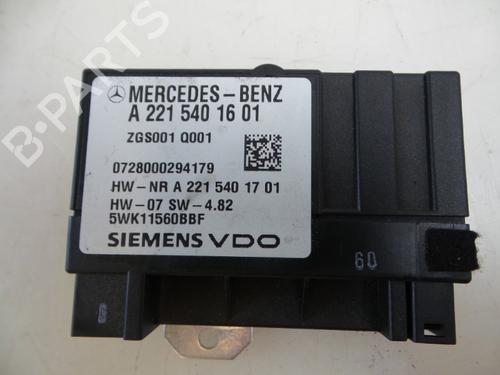 B-PARTS
MERCEDES-BENZ
A 221 540 16 01
ZGS001 Q001
0728000294179
HW-NR A 221 540 17 01
HW-07 SW-4.82
5WK11560BBF
SIEMENS VDO
60